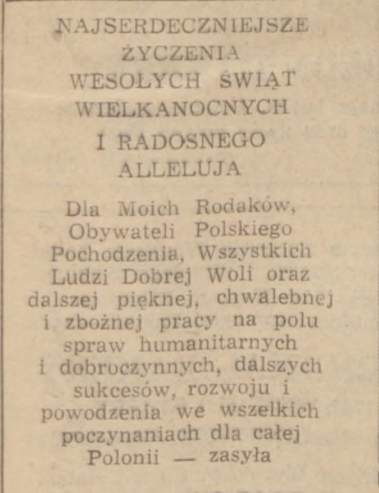 NAJSERDECZNIEJSZE
ŻYCZENIA
WESOŁYCH ŚWIĄT
WIELKANOCNYCH
I RADOSNEGO
ALLELUJA
Dla Moich Rodaków,
Obywateli Polskiego
Pochodzenia, Wszystkich
Ludzi Dobrej Woli oraz
dalszej pięknej, chwalebnej
i zbożnej pracy na polu
spraw humanitarnych
i dobroczynnych, dalszych
sukcesów, rozwoju i
powodzenia we wszelkich
poczynaniach dla całej
Polonii — zasyła